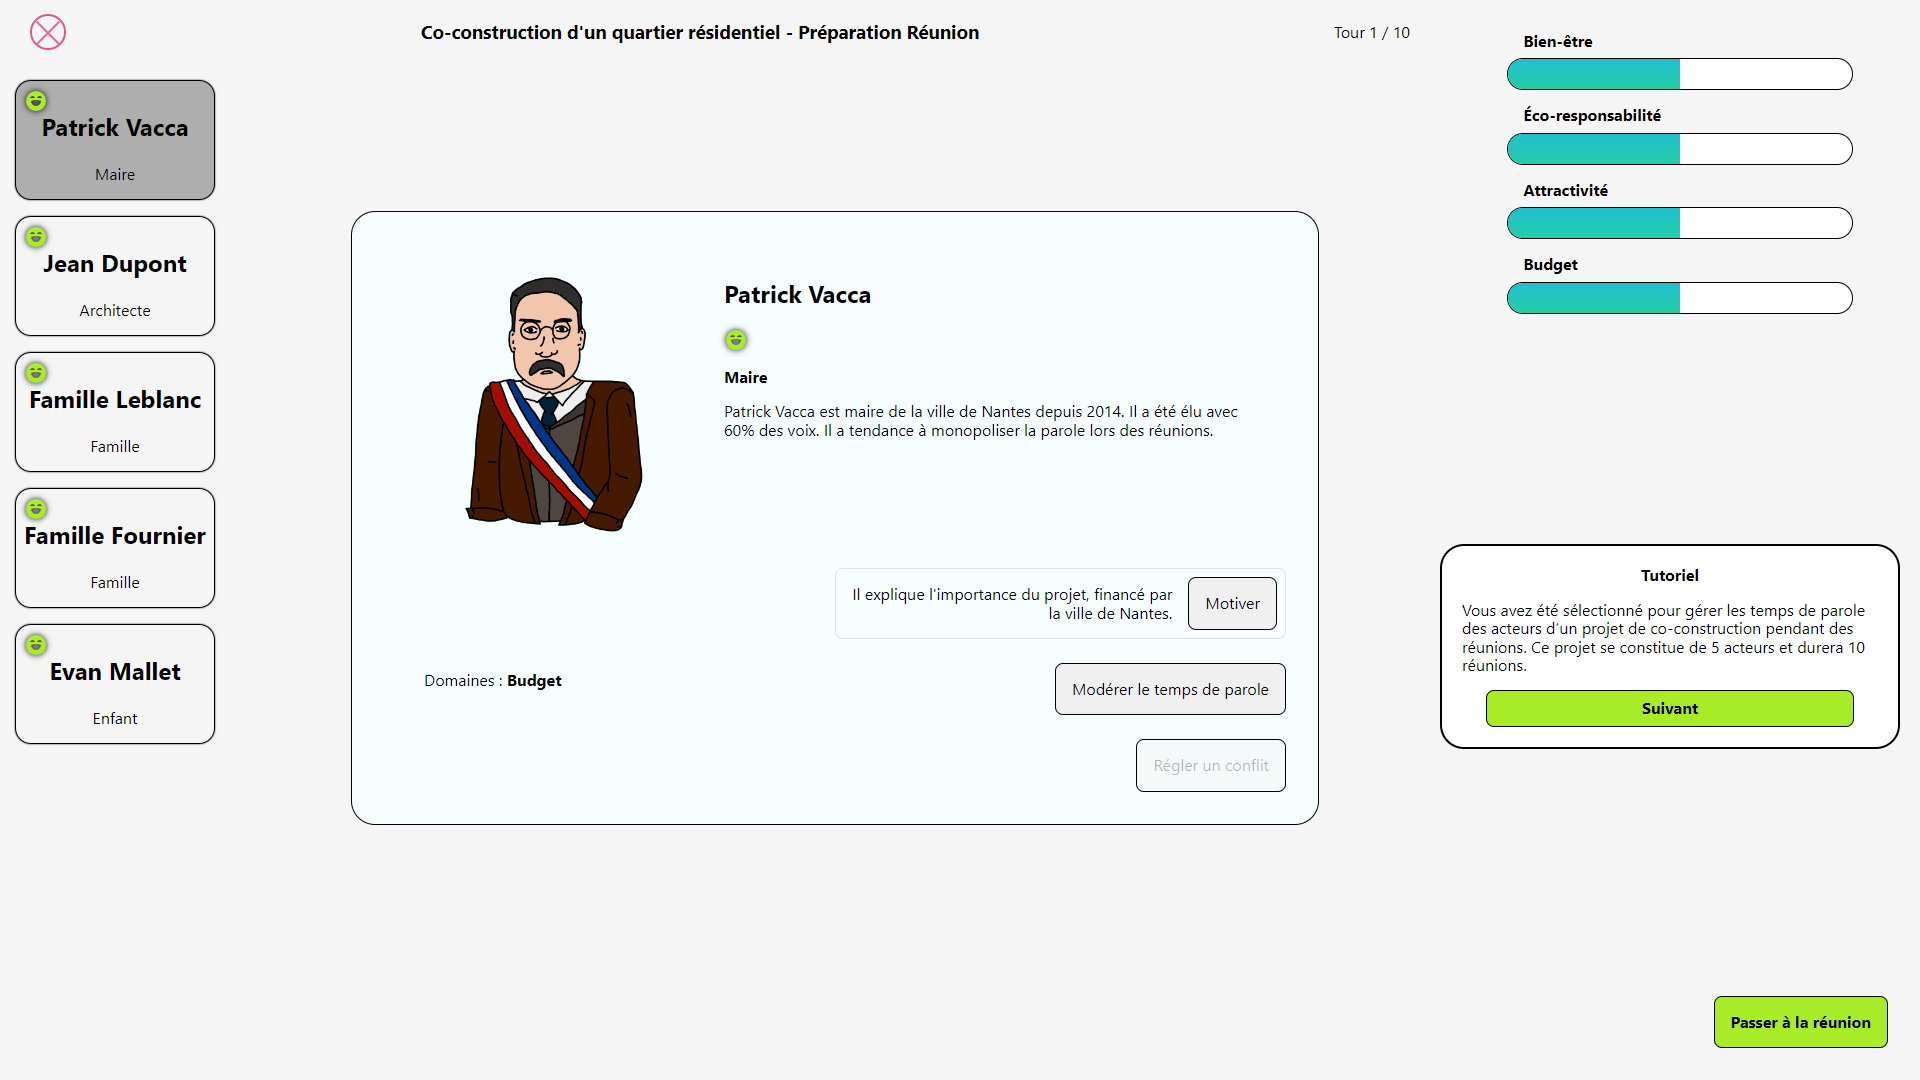 Co-construction d'un quartier résidentiel - Préparation Réunion
Tour 1 / 10
Patrick Vacca
Maire
Jean Dupont
Architecte
Famille Leblanc
Famille
Famille Fournier
Famille
Evan Mallet
Enfant
Patrick Vacca
Maire
Patrick Vacca est maire de la ville de Nantes depuis 2014. Il a été élu avec
60% des voix. Il a tendance à monopoliser la parole lors des réunions.
Il explique l'importance du projet, financé par
la ville de Nantes.
Motiver
Domaines : Budget
Modérer le temps de parole
Régler un conflit
Bien-être
Éco-responsabilité
Attractivité
Budget
Tutoriel
Vous avez été sélectionné pour gérer les temps de parole
des acteurs d’un projet de co-construction pendant des
réunions. Ce projet se constitue de 5 acteurs et durera 10
réunions.
Suivant
Passer à la réunion